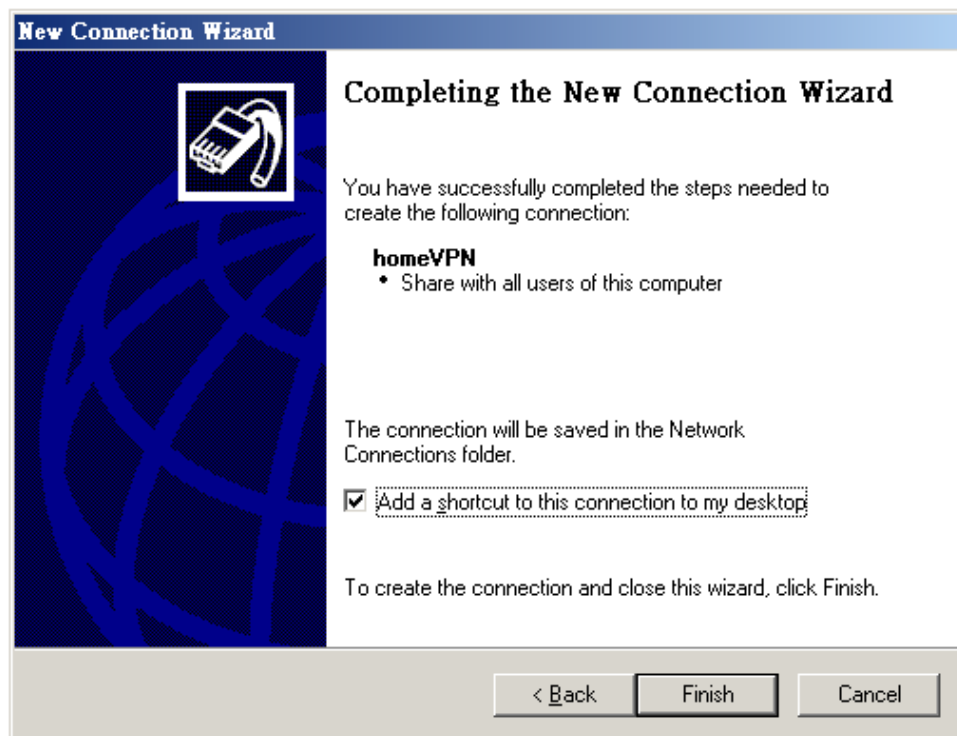 New Connection Wizard
Completing the New Connection Wizard
You have successfully completed the steps needed to
create the following connection:
homeVPN
• Share with all users of this computer
The connection will be saved in the Network
Connections folder.
Add a shortcut to this connection to my desktop
To create the connection and close this wizard, click Finish.
< Back
Finish
Cancel